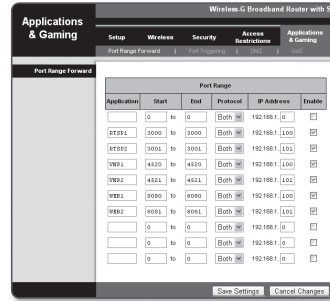 Wireless-G Broadband Router with S
Applications
& Gaming
Setup Wireless Security Access Restrictions Applications & Gaming
Port Range Forward | Port Triggering | DMZ | QoS
Port Range Forward
Port Range
Application Start End Protocol IP Address Enable
0 to 0 Both 192.168.1. 0
RTSP1 3000 to 3000 Both 192.168.1. 100
RTSP2 3001 to 3001 Both 192.168.1. 101
VNP1 4520 to 4520 Both 192.168.1. 100
VNP2 4521 to 4521 Both 192.168.1. 101
WEB1 8080 to 8080 Both 192.168.1. 100
WEB2 8081 to 8081 Both 192.168.1. 101
0 to 0 Both 192.168.1. 0
0 to 0 Both 192.168.1. 0
0 to 0 Both 192.168.1. 0
Save Settings Cancel Changes